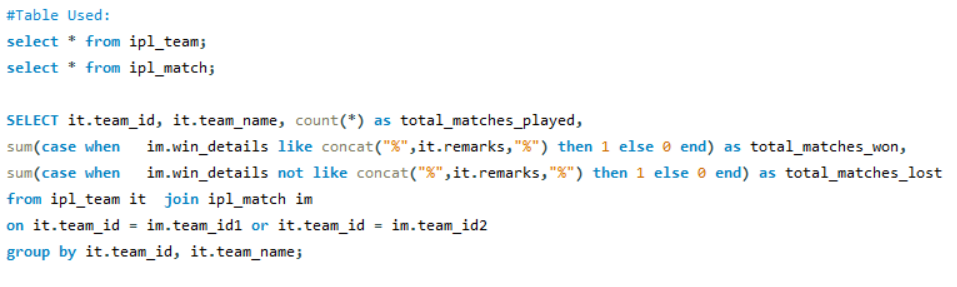 #Table Used:
select * from ipl_team;
select * from ipl_match;
SELECT it.team_id, it.team_name, count(*) as total_matches_played,
sum(case when im.win_details like concat("%",it.remarks,"%") then 1 else 0 end) as total_matches_won,
sum(case when im.win_details not like concat("%",it.remarks,"%") then 1 else 0 end) as total_matches_lost
from ipl_team it join ipl_match im
on it.team_id = im.team_id1 or it.team_id = im.team_id2
group by it.team_id, it.team_name;